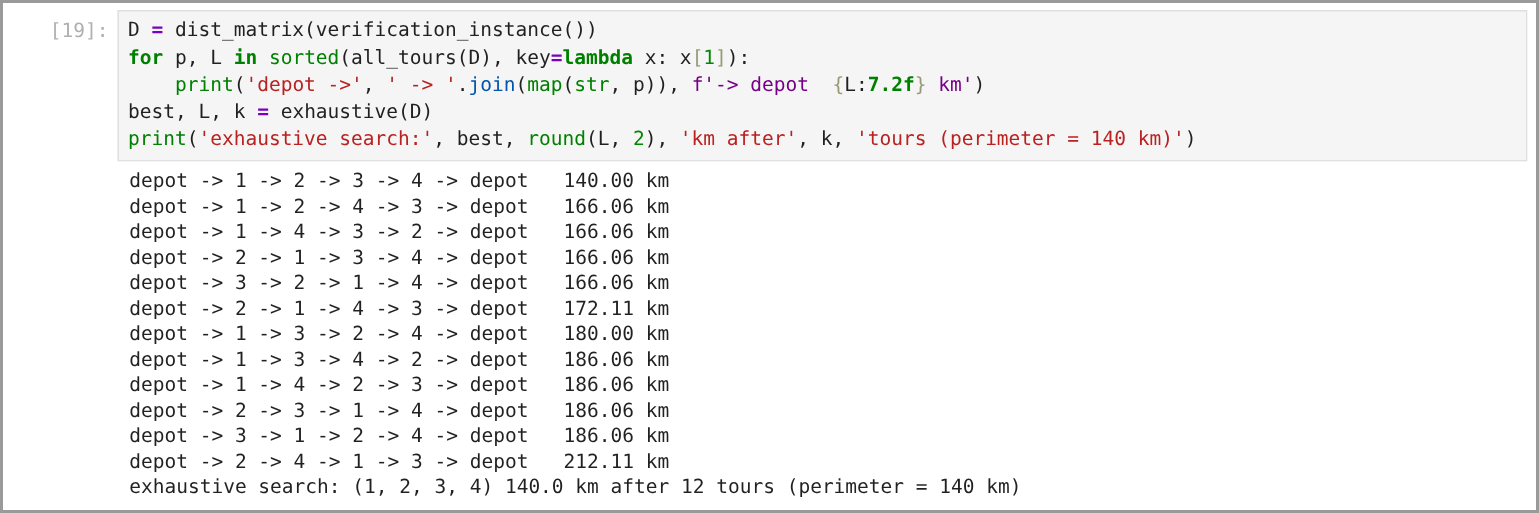 [19]: D = dist_matrix(verification_instance())
for p, L in sorted(all_tours(D), key=lambda x: x[1]):
    print('depot ->', ' -> '.join(map(str, p)), f'-> depot  {L:7.2f} km')
best, L, k = exhaustive(D)
print('exhaustive search:', best, round(L, 2), 'km after', k, 'tours (perimeter = 140 km)')
depot -> 1 -> 2 -> 3 -> 4 -> depot   140.00 km
depot -> 1 -> 2 -> 4 -> 3 -> depot   166.06 km
depot -> 1 -> 4 -> 3 -> 2 -> depot   166.06 km
depot -> 2 -> 1 -> 3 -> 4 -> depot   166.06 km
depot -> 3 -> 2 -> 1 -> 4 -> depot   166.06 km
depot -> 2 -> 1 -> 4 -> 3 -> depot   172.11 km
depot -> 1 -> 3 -> 2 -> 4 -> depot   180.00 km
depot -> 1 -> 3 -> 4 -> 2 -> depot   186.06 km
depot -> 1 -> 4 -> 2 -> 3 -> depot   186.06 km
depot -> 2 -> 3 -> 1 -> 4 -> depot   186.06 km
depot -> 3 -> 1 -> 2 -> 4 -> depot   186.06 km
depot -> 2 -> 4 -> 1 -> 3 -> depot   212.11 km
exhaustive search: (1, 2, 3, 4) 140.0 km after 12 tours (perimeter = 140 km)